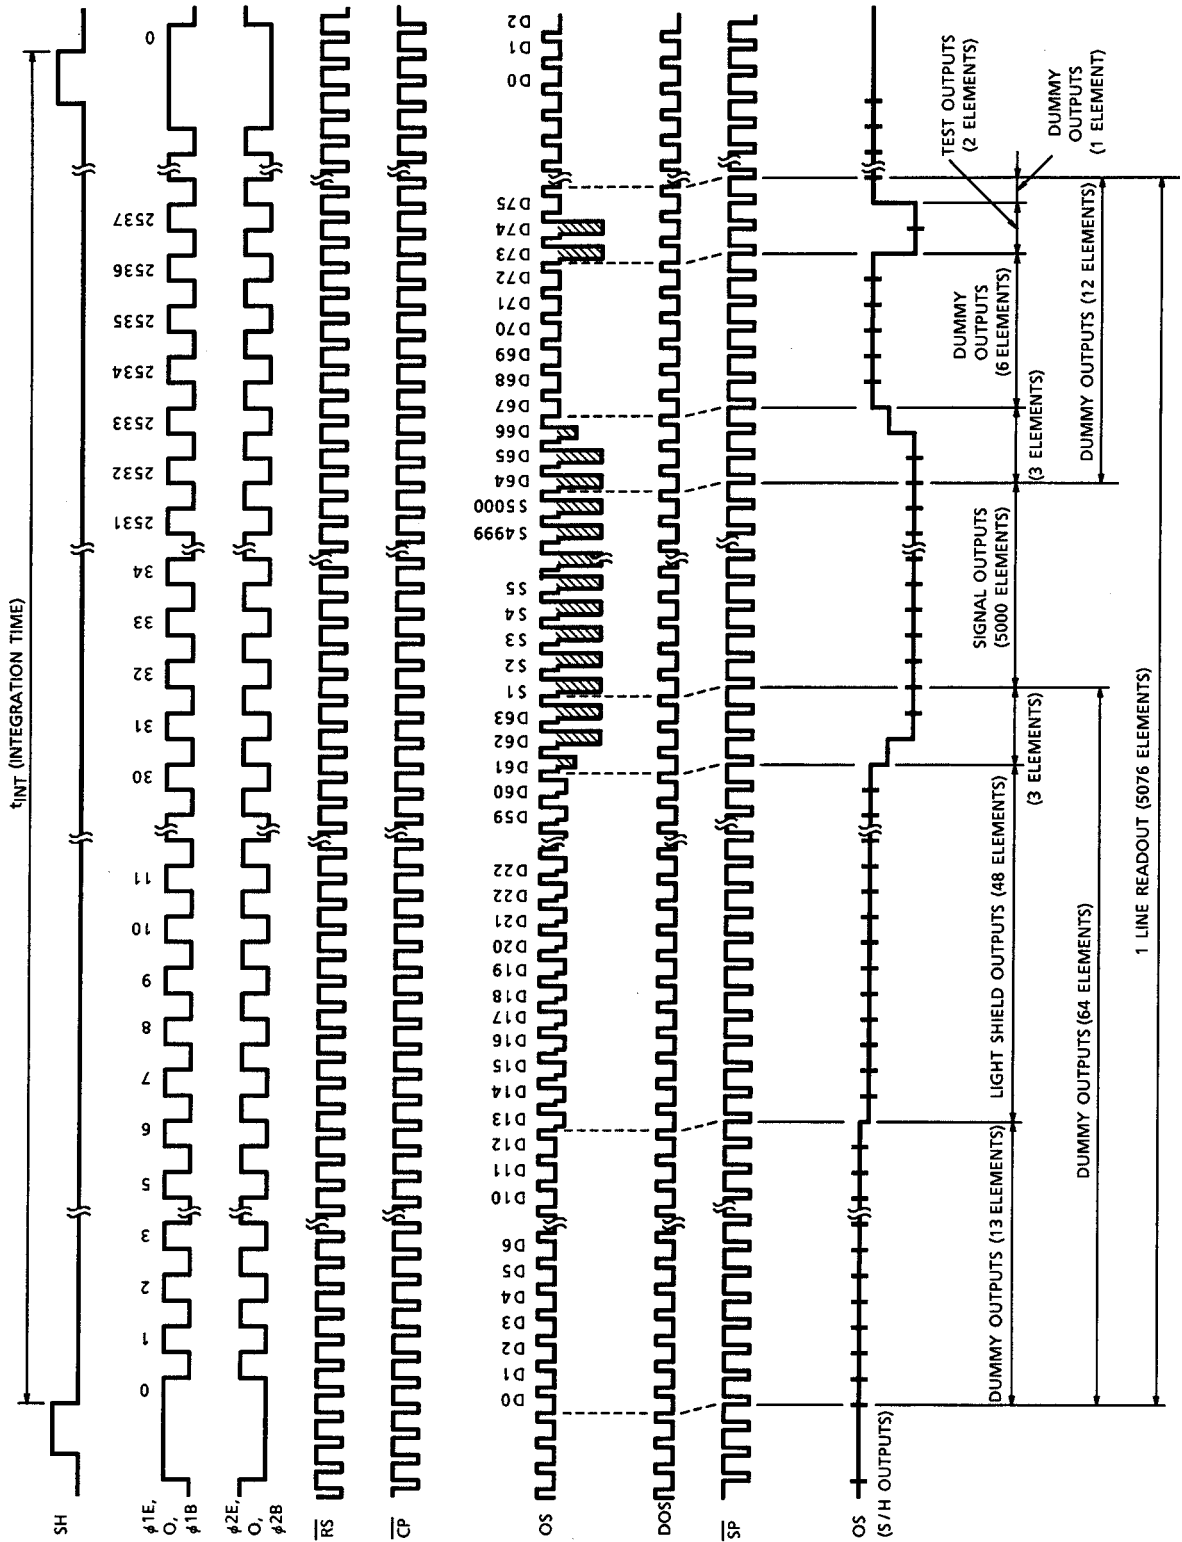 tINT (INTEGRATION TIME)
SH
0 1 2 3 5 6 7 8 9 10 11 30 31 32 33 34 2531 2532 2533 2534 2535 2536 2537 0
φ1E,
O,
φ1B
φ2E,
O,
φ2B
RS
CP
D0 D1 D2 D3 D4 D5 D6 D10 D11 D12 D13 D14 D15 D16 D17 D18 D19 D20 D21 D22 D22 D59 D60 D61 D62 D63 S1 S2 S3 S4 S5 S4999 S5000 D64 D65 D66 D67 D68 D69 D70 D71 D72 D73 D74 D75 D0 D1 D2
OS
DOS
SP
OS
(S/H OUTPUTS)
DUMMY OUTPUTS (13 ELEMENTS)
LIGHT SHIELD OUTPUTS (48 ELEMENTS)
(3 ELEMENTS)
SIGNAL OUTPUTS
(5000 ELEMENTS)
(3 ELEMENTS)
DUMMY
OUTPUTS
(6 ELEMENTS)
TEST OUTPUTS
(2 ELEMENTS)
DUMMY
OUTPUTS
(1 ELEMENT)
DUMMY OUTPUTS (64 ELEMENTS)
DUMMY OUTPUTS (12 ELEMENTS)
1 LINE READOUT (5076 ELEMENTS)